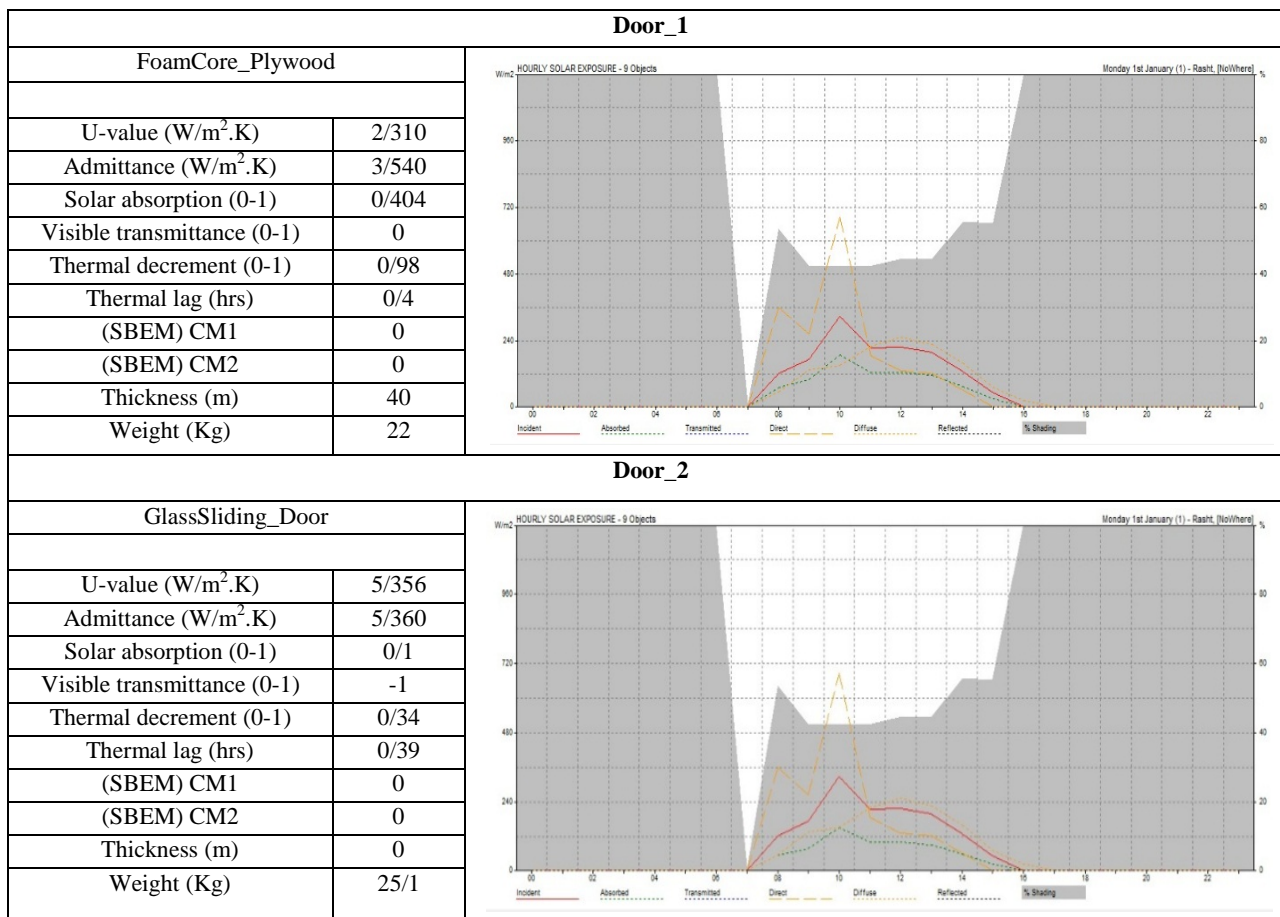 Door_1
FoamCore_Plywood
U-value (W/m².K) 2/310
Admittance (W/m².K) 3/540
Solar absorption (0-1) 0/404
Visible transmittance (0-1) 0
Thermal decrement (0-1) 0/98
Thermal lag (hrs) 0/4
(SBEM) CM1 0
(SBEM) CM2 0
Thickness (m) 40
Weight (Kg) 22
W/m2 HOURLY SOLAR EXPOSURE - 9 Objects Monday 1st January (1) - Rasht, [NoWhere] %
960 80
720 60
480 40
240 20
0 0
00 02 04 06 08 10 12 14 16 18 20 22
Incident Absorbed Transmitted Direct Diffuse Reflected % Shading
Door_2
GlassSliding_Door
U-value (W/m².K) 5/356
Admittance (W/m².K) 5/360
Solar absorption (0-1) 0/1
Visible transmittance (0-1) -1
Thermal decrement (0-1) 0/34
Thermal lag (hrs) 0/39
(SBEM) CM1 0
(SBEM) CM2 0
Thickness (m) 0
Weight (Kg) 25/1
W/m2 HOURLY SOLAR EXPOSURE - 9 Objects Monday 1st January (1) - Rasht, [NoWhere] %
960 80
720 60
480 40
240 20
0 0
00 02 04 06 08 10 12 14 16 18 20 22
Incident Absorbed Transmitted Direct Diffuse Reflected % Shading